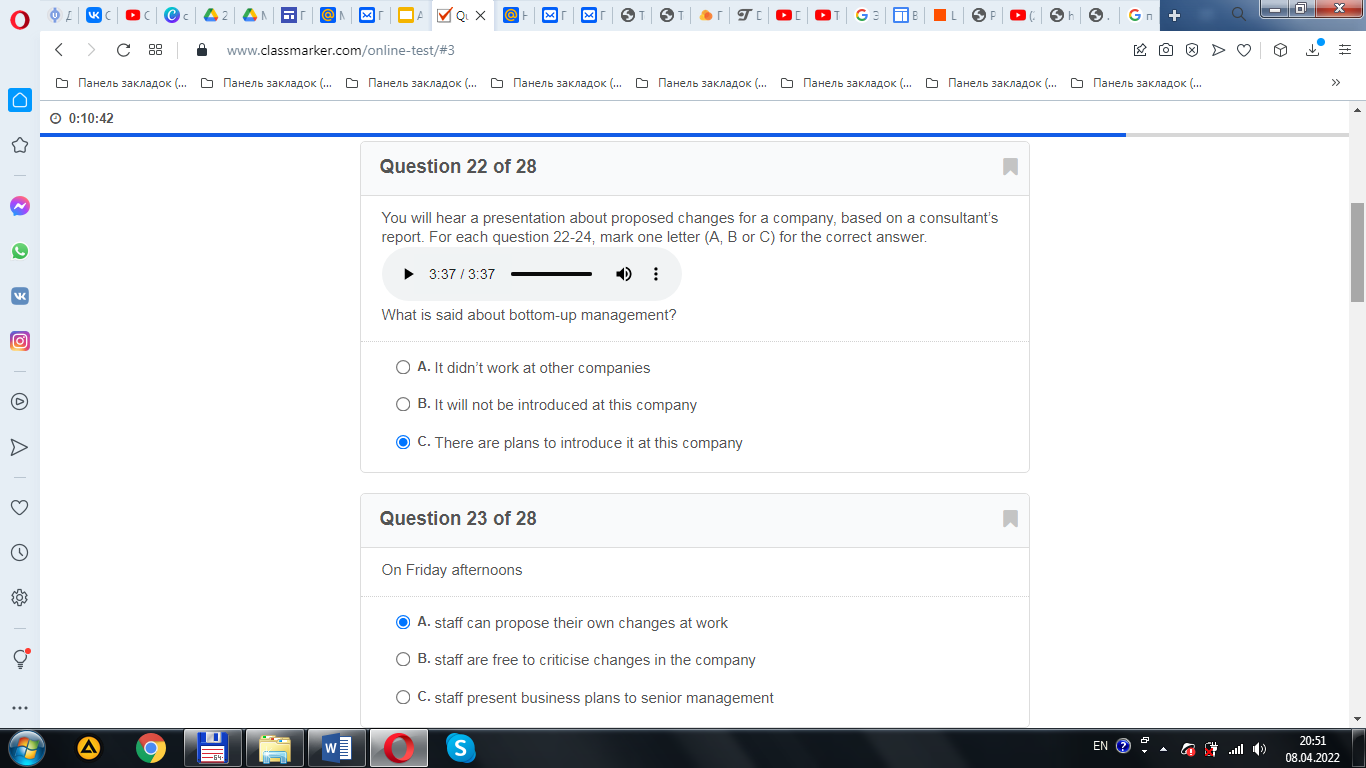 www.classmarker.com/online-test/#3
Панель закладок (... Панель закладок (... Панель закладок (... Панель закладок (... Панель закладок (... Панель закладок (... Панель закладок (... Панель закладок (...
0:10:42
Question 22 of 28
You will hear a presentation about proposed changes for a company, based on a consultant's
report. For each question 22-24, mark one letter (A, B or C) for the correct answer.
3:37 / 3:37
What is said about bottom-up management?
A. It didn't work at other companies
B. It will not be introduced at this company
C. There are plans to introduce it at this company
Question 23 of 28
On Friday afternoons
A. staff can propose their own changes at work
B. staff are free to criticise changes in the company
C. staff present business plans to senior management
EN
20:51
08.04.2022